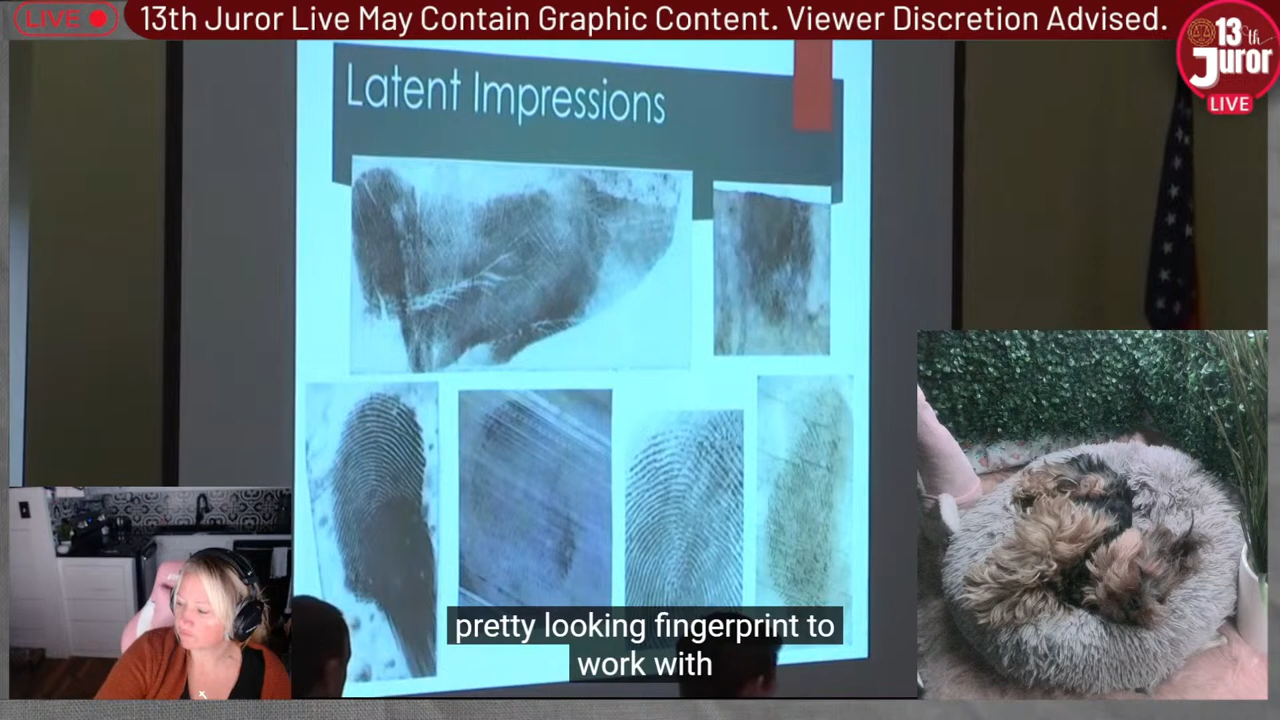 LIVE
13th Juror Live May Contain Graphic Content. Viewer Discretion Advised.
13th
Juror
LIVE
Latent Impressions
pretty looking fingerprint to
work with